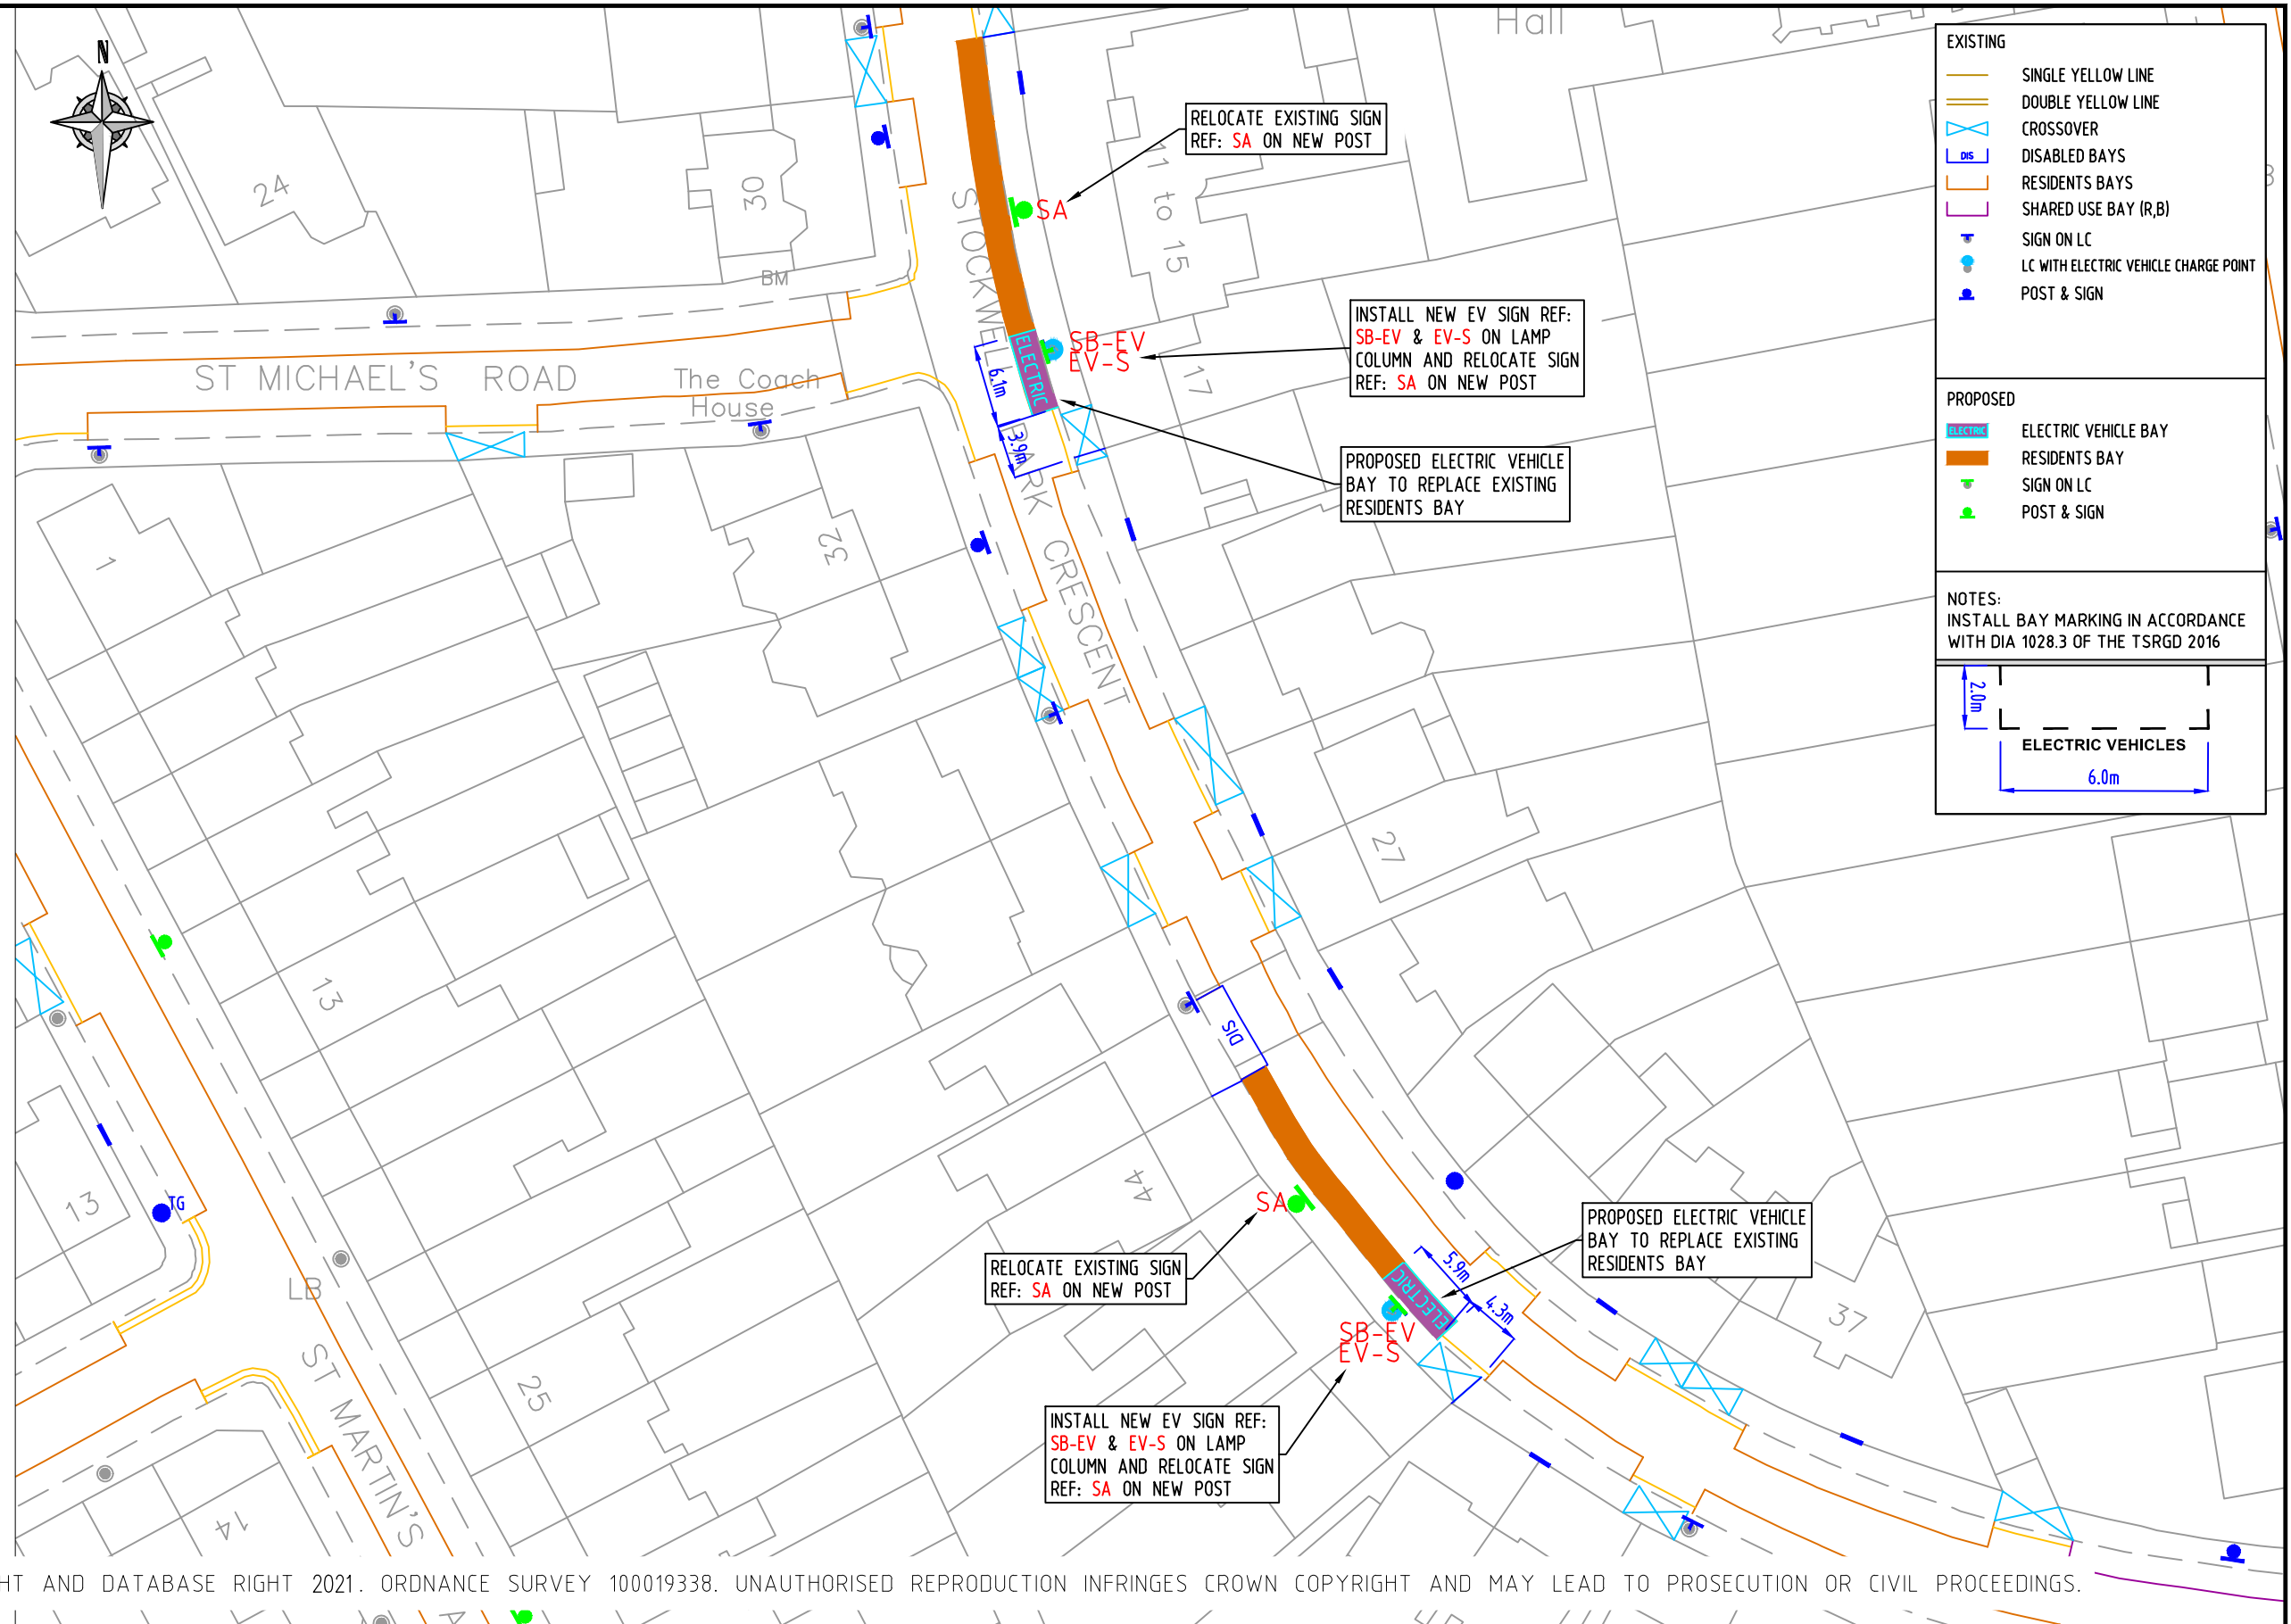 N
Hall
24
30
BM
11 to 15
17
ST MICHAEL'S ROAD
The Coach
House
STOCKWELL PARK CRESCENT
RELOCATE EXISTING SIGN
REF: SA ON NEW POST
SA
INSTALL NEW EV SIGN REF:
SB-EV & EV-S ON LAMP
COLUMN AND RELOCATE SIGN
REF: SA ON NEW POST
SB-EV
EV-S
ELECTRIC
6.1m
3.9m
PROPOSED ELECTRIC VEHICLE
BAY TO REPLACE EXISTING
RESIDENTS BAY
EXISTING
SINGLE YELLOW LINE
DOUBLE YELLOW LINE
CROSSOVER
DIS DISABLED BAYS
RESIDENTS BAYS
SHARED USE BAY (R,B)
SIGN ON LC
LC WITH ELECTRIC VEHICLE CHARGE POINT
POST & SIGN
PROPOSED
ELECTRIC ELECTRIC VEHICLE BAY
RESIDENTS BAY
SIGN ON LC
POST & SIGN
NOTES:
INSTALL BAY MARKING IN ACCORDANCE
WITH DIA 1028.3 OF THE TSRGD 2016
2.0m
ELECTRIC VEHICLES
6.0m
1
32
27
13
DIS
13
TG
LB
44
SA
RELOCATE EXISTING SIGN
REF: SA ON NEW POST
PROPOSED ELECTRIC VEHICLE
BAY TO REPLACE EXISTING
RESIDENTS BAY
5.9m
4.3m
ELECTRIC
SB-EV
EV-S
37
INSTALL NEW EV SIGN REF:
SB-EV & EV-S ON LAMP
COLUMN AND RELOCATE SIGN
REF: SA ON NEW POST
25
ST MARTIN'S
14
HT AND DATABASE RIGHT 2021. ORDNANCE SURVEY 100019338. UNAUTHORISED REPRODUCTION INFRINGES CROWN COPYRIGHT AND MAY LEAD TO PROSECUTION OR CIVIL PROCEEDINGS.